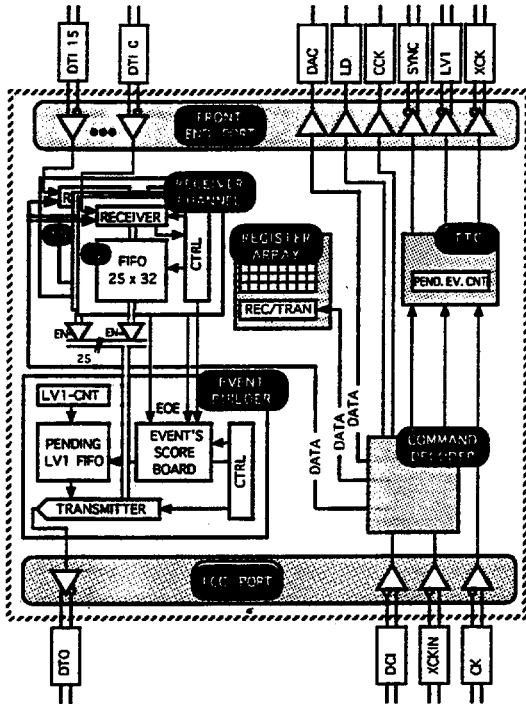 DTI 15
DTI C
DAC
LD
CCK
SYNC
LV1
XCK
FRONT
END PORT
RECEIVER
CHANNEL
RECEIVER
FIFO
25 x 32
CTRL
REGISTER
ARRAY
REC/TRAN
TTC
PEND. EV. CNT
EN
EN
25
EVENT
BUILDER
LV1-CNT
EOE
PENDING
LV1 FIFO
EVENT'S
SCORE
BOARD
CTRL
TRANSMITTER
DATA
DATA
DATA
COMMAND
DECODER
PORT
DTO
DCI
XCKIN
CK